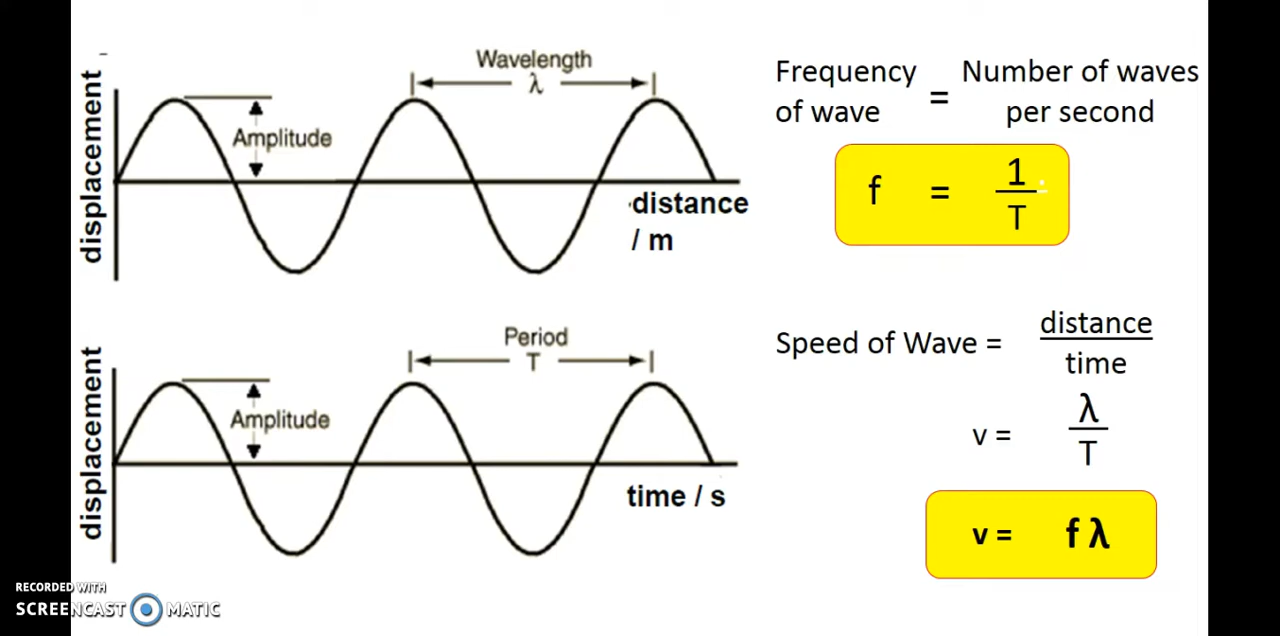 displacement
Amplitude
Wavelength
λ
distance
/ m
Frequency
of wave
=
Number of waves
per second
f = 1
T
displacement
Amplitude
Period
T
time / s
Speed of Wave = distance
time
v = λ
T
v = f λ
RECORDED WITH
SCREENCAST MATIC